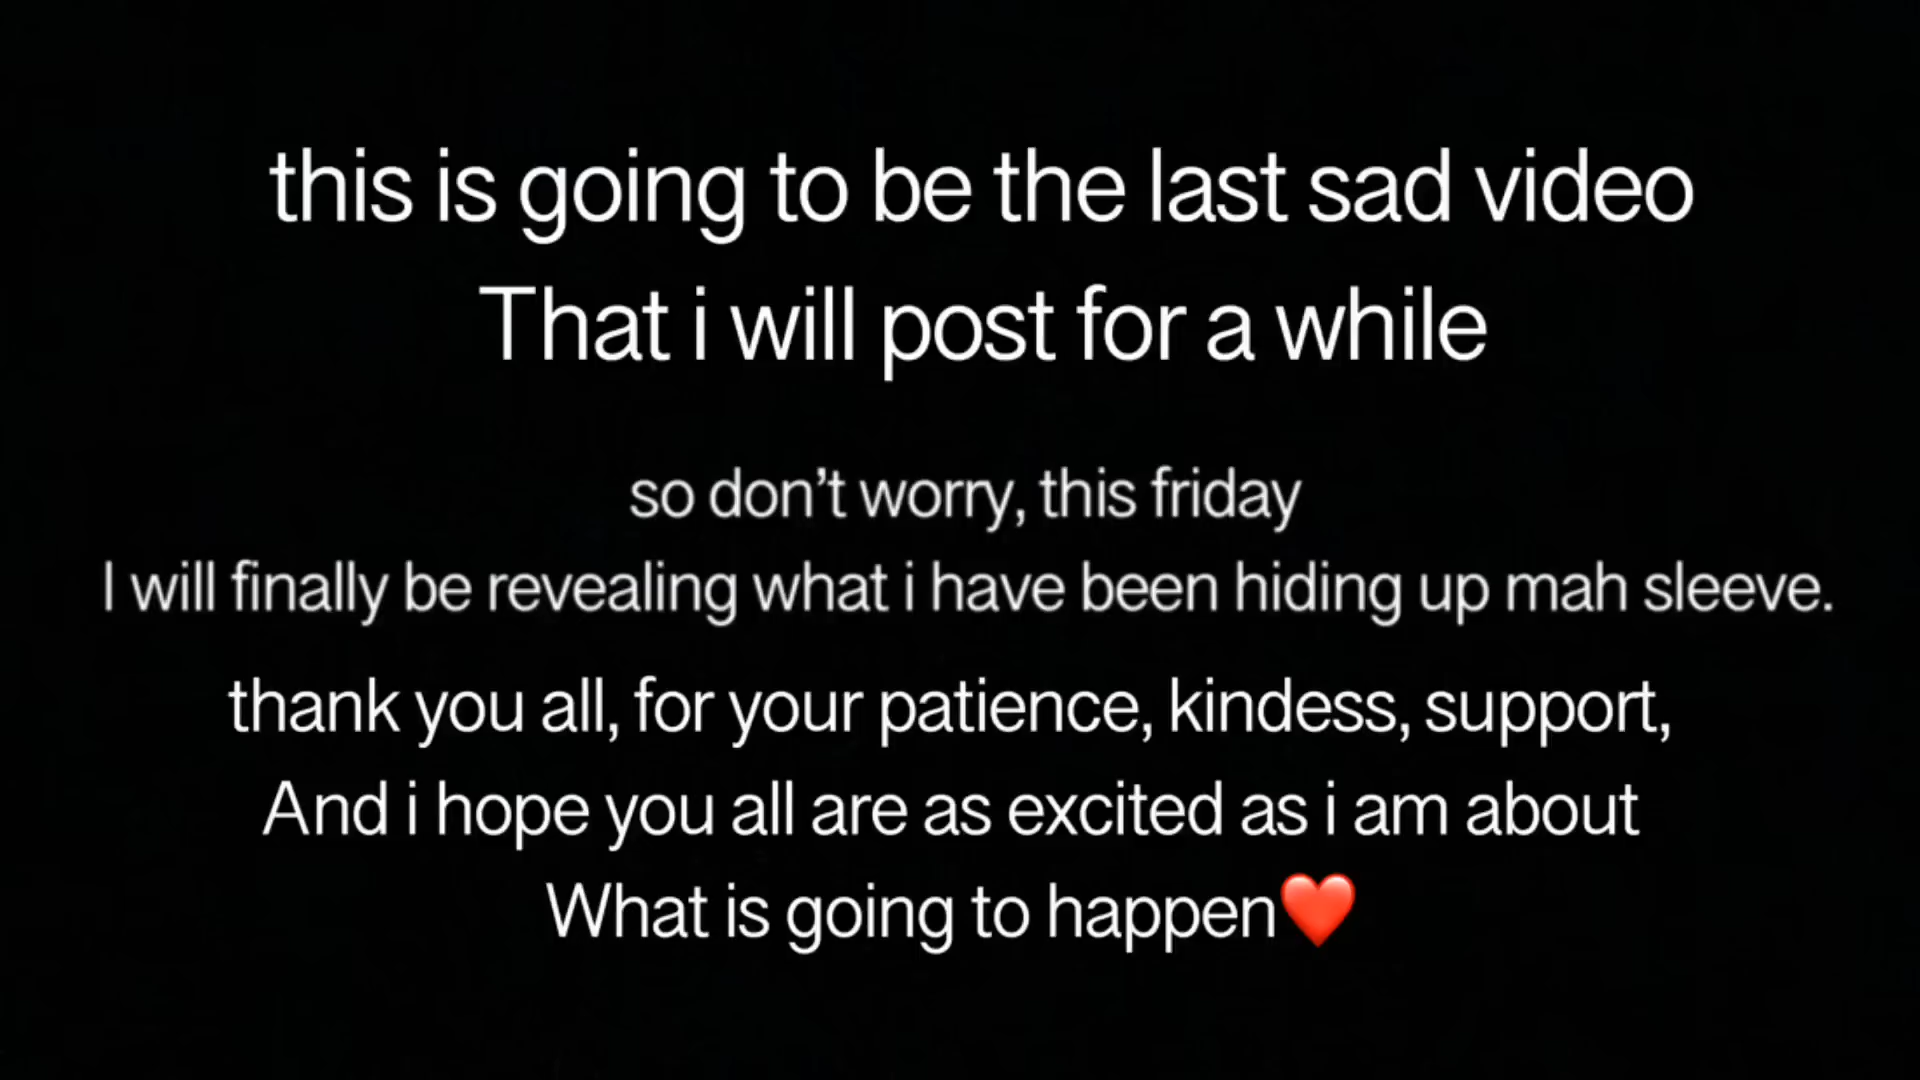 this is going to be the last sad video
That i will post for a while
so don’t worry, this friday
I will finally be revealing what i have been hiding up mah sleeve.
thank you all, for your patience, kindess, support,
And i hope you all are as excited as i am about
What is going to happen❤️